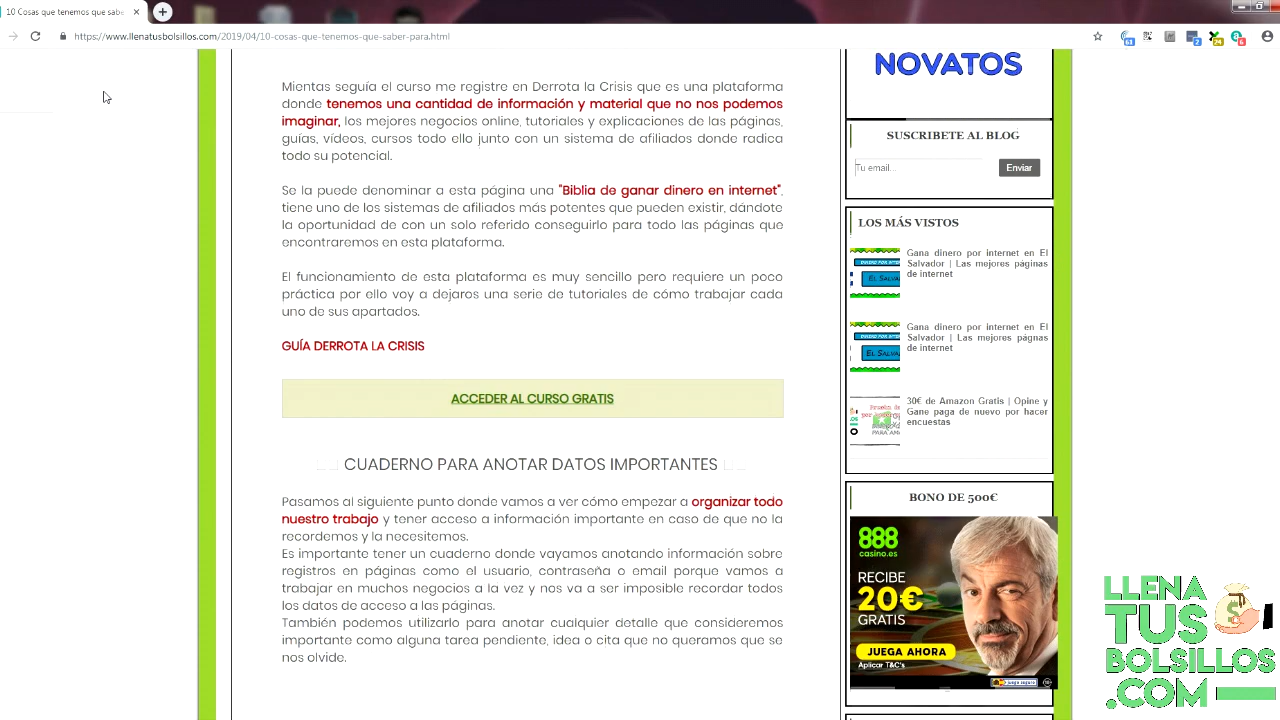 10 Cosas que tenemos que sabe
https://www.llenatusbolsillos.com/2019/04/10-cosas-que-tenemos-que-saber-para.html
61
2
74
6
Mientas seguía el curso me registre en Derrota la Crisis que es una plataforma
donde tenemos una cantidad de información y material que no nos podemos
imaginar, los mejores negocios online, tutoriales y explicaciones de las páginas,
guías, vídeos, cursos todo ello junto con un sistema de afiliados donde radica
todo su potencial.
Se la puede denominar a esta página una "Biblia de ganar dinero en internet",
tiene uno de los sistemas de afiliados más potentes que pueden existir, dándote
la oportunidad de con un solo referido conseguirlo para todo las páginas que
encontraremos en esta plataforma.
El funcionamiento de esta plataforma es muy sencillo pero requiere un poco
práctica por ello voy a dejaros una serie de tutoriales de cómo trabajar cada
uno de sus apartados.
GUÍA DERROTA LA CRISIS
ACCEDER AL CURSO GRATIS
CUADERNO PARA ANOTAR DATOS IMPORTANTES
Pasamos al siguiente punto donde vamos a ver cómo empezar a organizar todo
nuestro trabajo y tener acceso a información importante en caso de que no la
recordemos y la necesitemos.
Es importante tener un cuaderno donde vayamos anotando información sobre
registros en páginas como el usuario, contraseña o email porque vamos a
trabajar en muchos negocios a la vez y nos va a ser imposible recordar todos
los datos de acceso a las páginas.
También podemos utilizarlo para anotar cualquier detalle que consideremos
importante como alguna tarea pendiente, idea o cita que no queramos que se
nos olvide.
NOVATOS
SUSCRIBETE AL BLOG
Tu email...
Enviar
LOS MÁS VISTOS
Gana dinero por internet en El
Salvador | Las mejores páginas
de internet
Gana dinero por internet en El
Salvador | Las mejores págnas
de internet
30€ de Amazon Gratis | Opine y
Gane paga de nuevo por hacer
encuestas
BONO DE 500€
888
casino.es
RECIBE
20€
GRATIS
JUEGA AHORA
Aplicar T&C's
LLENA
TUS
BOLSILLOS
.COM